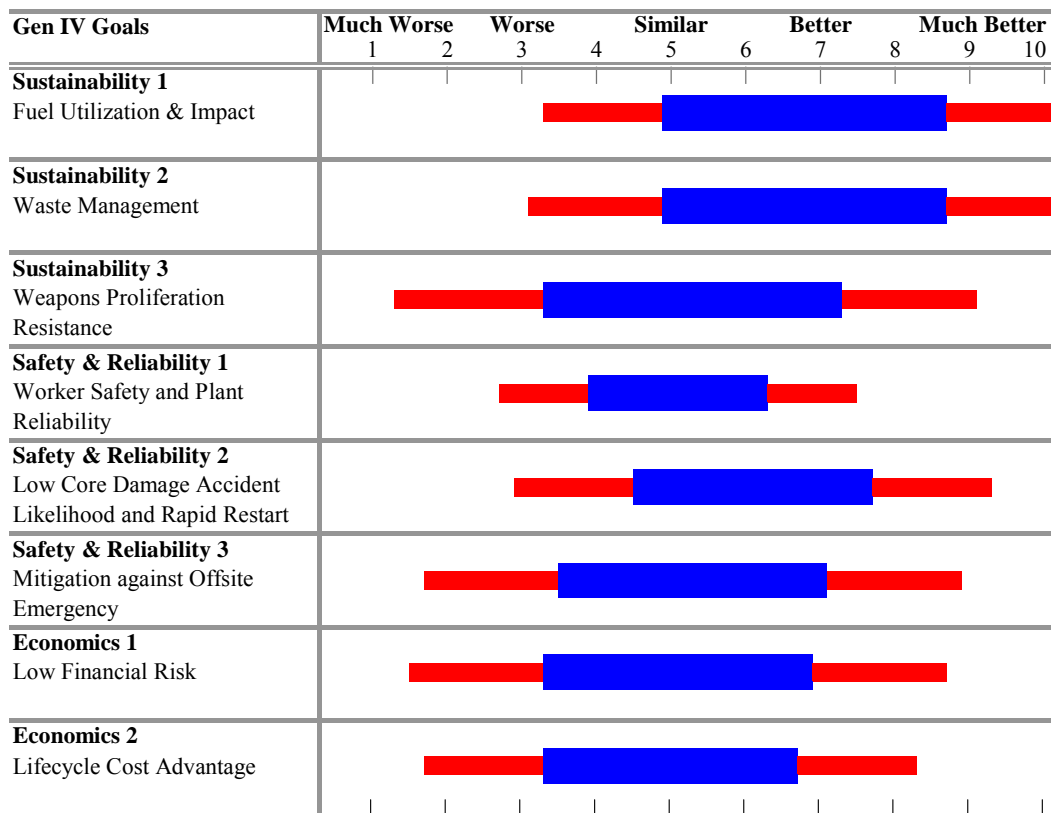 Gen IV Goals Much Worse Worse Similar Better Much Better
1 2 3 4 5 6 7 8 9 10
Sustainability 1
Fuel Utilization & Impact
Sustainability 2
Waste Management
Sustainability 3
Weapons Proliferation
Resistance
Safety & Reliability 1
Worker Safety and Plant
Reliability
Safety & Reliability 2
Low Core Damage Accident
Likelihood and Rapid Restart
Safety & Reliability 3
Mitigation against Offsite
Emergency
Economics 1
Low Financial Risk
Economics 2
Lifecycle Cost Advantage